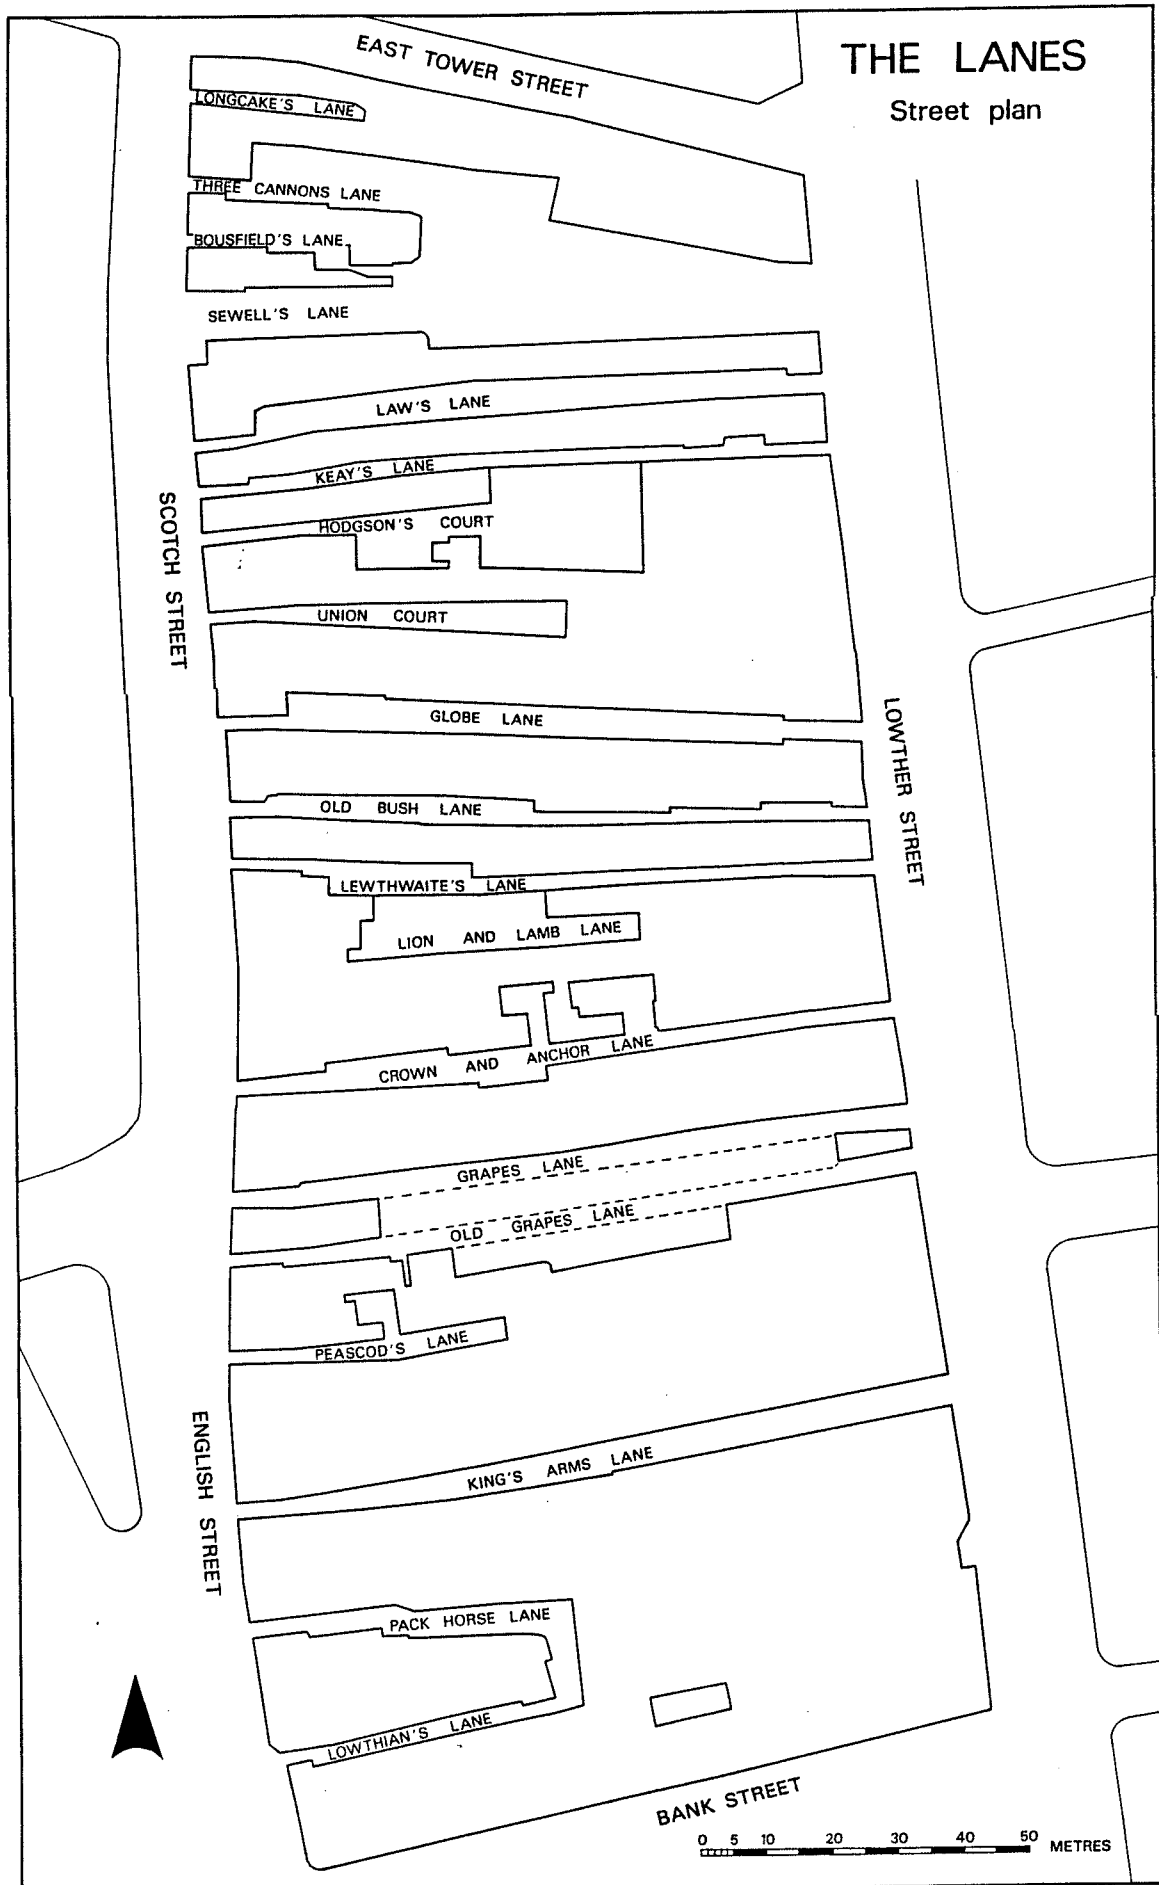 THE LANES
Street plan
EAST TOWER STREET
LONGCAKE'S LANE
THREE CANNONS LANE
BOUSFIELD'S LANE
SEWELL'S LANE
LAW'S LANE
KEAY'S LANE
HODGSON'S COURT
SCOTCH STREET
UNION COURT
GLOBE LANE
LOWTHER STREET
OLD BUSH LANE
LEWTHWAITE'S LANE
LION AND LAMB LANE
CROWN AND ANCHOR LANE
GRAPES LANE
OLD GRAPES LANE
PEASCOD'S LANE
ENGLISH STREET
KING'S ARMS LANE
PACK HORSE LANE
LOWTHIAN'S LANE
BANK STREET
0 5 10 20 30 40 50 METRES